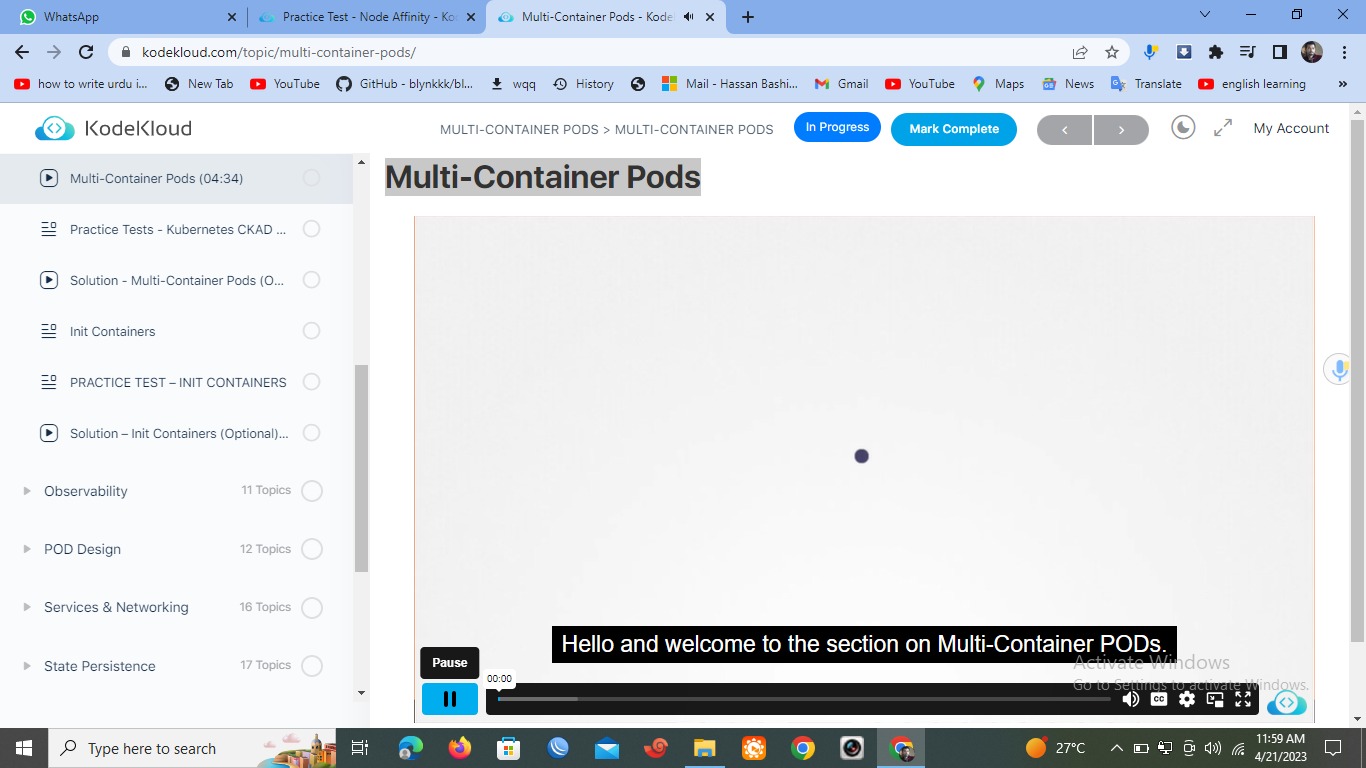 WhatsApp
Practice Test - Node Affinity - Ko
Multi-Container Pods - Kode
kodekloud.com/topic/multi-container-pods/
how to write urdu i...
New Tab
YouTube
GitHub - blynkkk/bl...
wqq
History
Mail - Hassan Bashi...
Gmail
YouTube
Maps
News
Translate
english learning
»
KodeKloud
MULTI-CONTAINER PODS > MULTI-CONTAINER PODS
In Progress
Mark Complete
<
>
My Account
Multi-Container Pods (04:34)
Practice Tests - Kubernetes CKAD ...
Solution - Multi-Container Pods (O...
Init Containers
PRACTICE TEST – INIT CONTAINERS
Solution – Init Containers (Optional)...
Observability 11 Topics
POD Design 12 Topics
Services & Networking 16 Topics
State Persistence 17 Topics
Multi-Container Pods
Hello and welcome to the section on Multi-Container PODs.
Pause
00:00
CC
Activate Windows
Go to Settings to activate Windows.
Type here to search
27°C
11:59 AM
4/21/2023